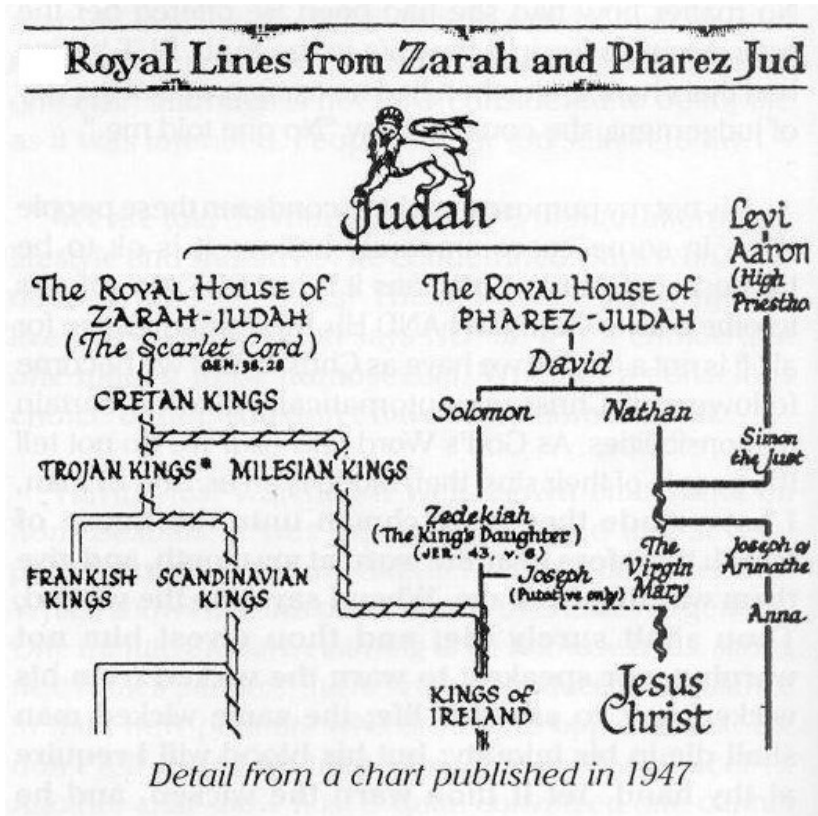 Royal Lines from Zarah and Pharez Jud
Judah
Levi
Aaron
(High
Priestho
The ROYAL HOUSE OF
ZARAH-JUDAH
(The Scarlet Cord)
GEN. 38.28
The ROYAL HOUSE OF
PHAREZ-JUDAH
David
CRETAN KINGS
Solomon
Nathan
Simon
the Just
TROJAN KINGS*
MILESIAN KINGS
Zedekiah
(The King's Daughter)
(JER. 43, v. 6)
Joseph
(Putative only)
The
Virgin
Mary
Joseph of
Arimathe
FRANKISH
KINGS
SCANDINAVIAN
KINGS
Anna
KINGS OF
IRELAND
Jesus
Christ
Detail from a chart published in 1947